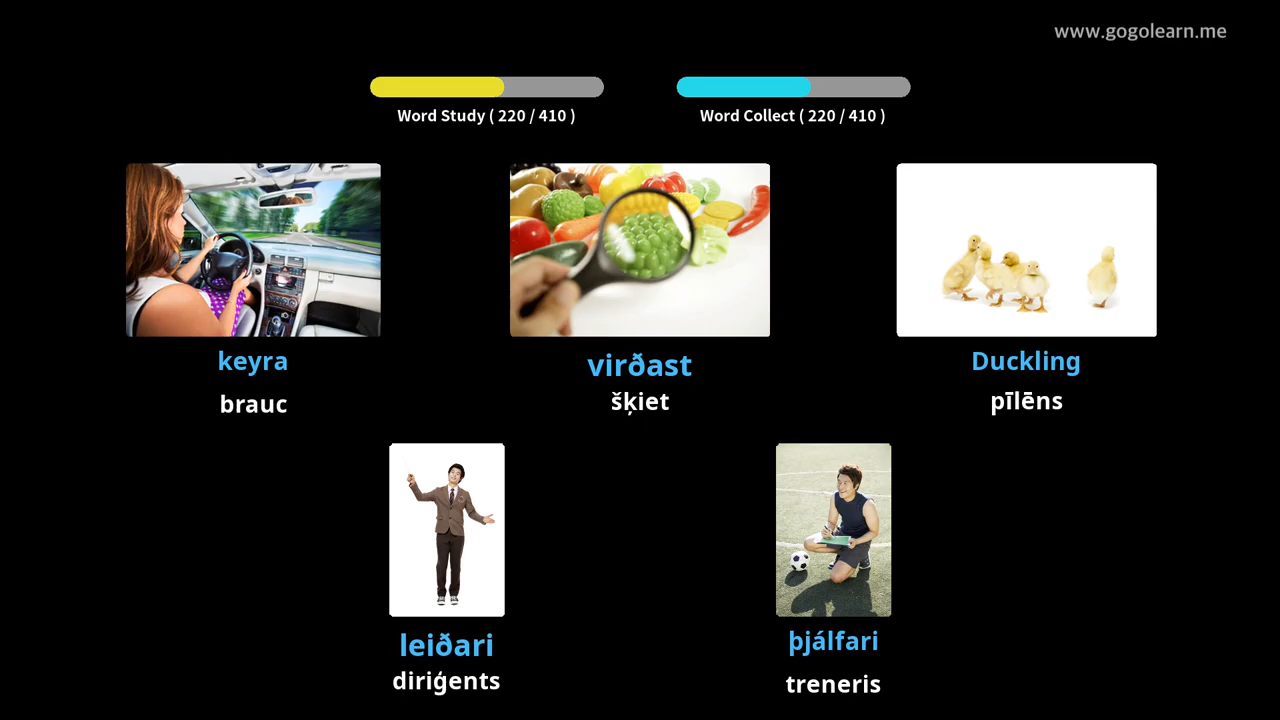 www.gogolearn.me
Word Study ( 220 / 410 )
Word Collect ( 220 / 410 )
keyra
brauc
virðast
šķiet
Duckling
pīlēns
leiðari
diriģents
þjálfari
treneris